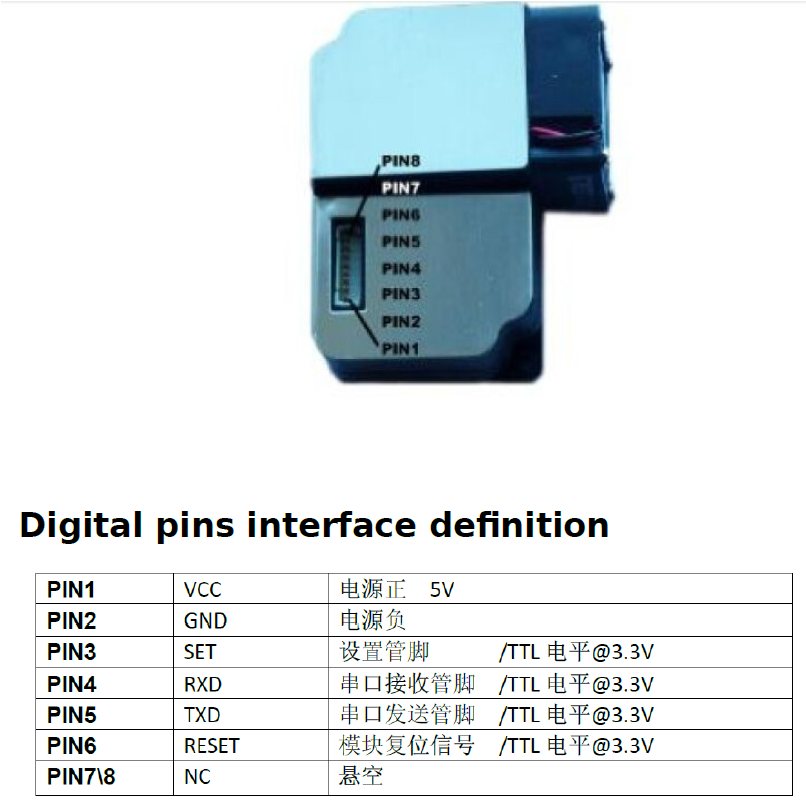 PIN8
PIN7
PIN6
PIN5
PIN4
PIN3
PIN2
PIN1
Digital pins interface definition
PIN1 VCC 电源正 5V
PIN2 GND 电源负
PIN3 SET 设置管脚 /TTL 电平@3.3V
PIN4 RXD 串口接收管脚 /TTL 电平@3.3V
PIN5 TXD 串口发送管脚 /TTL 电平@3.3V
PIN6 RESET 模块复位信号 /TTL 电平@3.3V
PIN7\8 NC 悬空